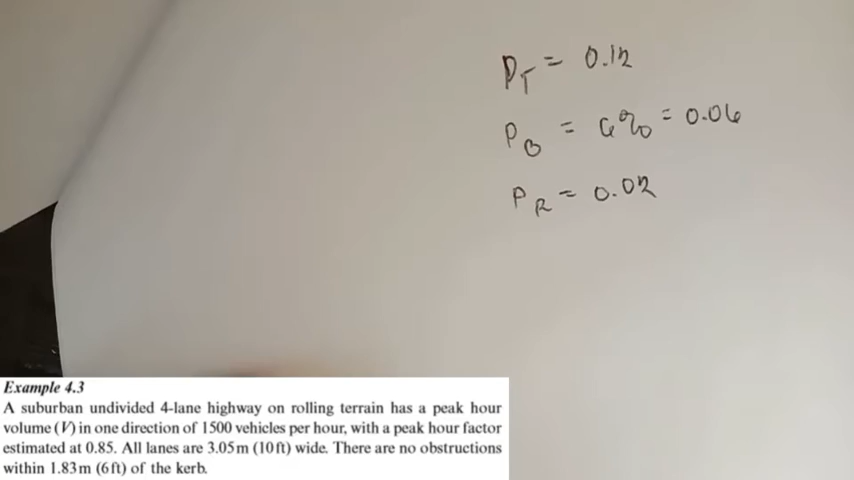 P_T = 0.12
P_B = 6% = 0.06
P_R = 0.02
Example 4.3
A suburban undivided 4-lane highway on rolling terrain has a peak hour
volume (V) in one direction of 1500 vehicles per hour, with a peak hour factor
estimated at 0.85. All lanes are 3.05 m (10 ft) wide. There are no obstructions
within 1.83 m (6 ft) of the kerb.